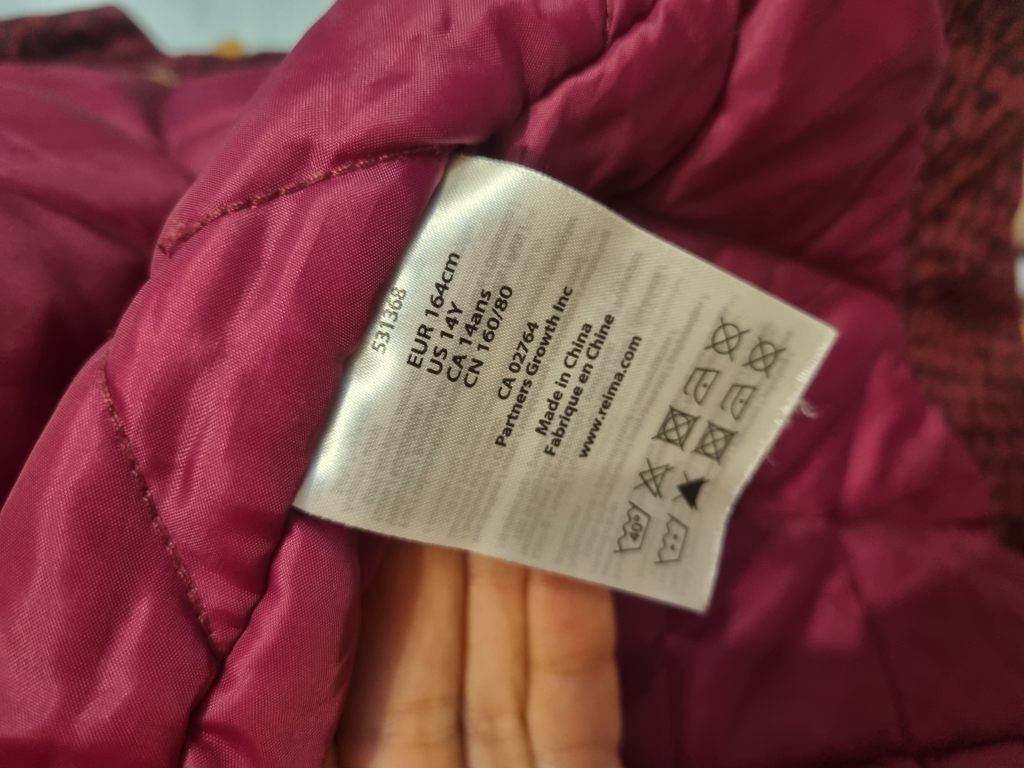 531368
EUR 164cm
US 14Y
CA 14ans
CN 160/80
CA 02764
Partners Growth Inc
Made in China
Fabriqué en Chine
www.reima.com
40°